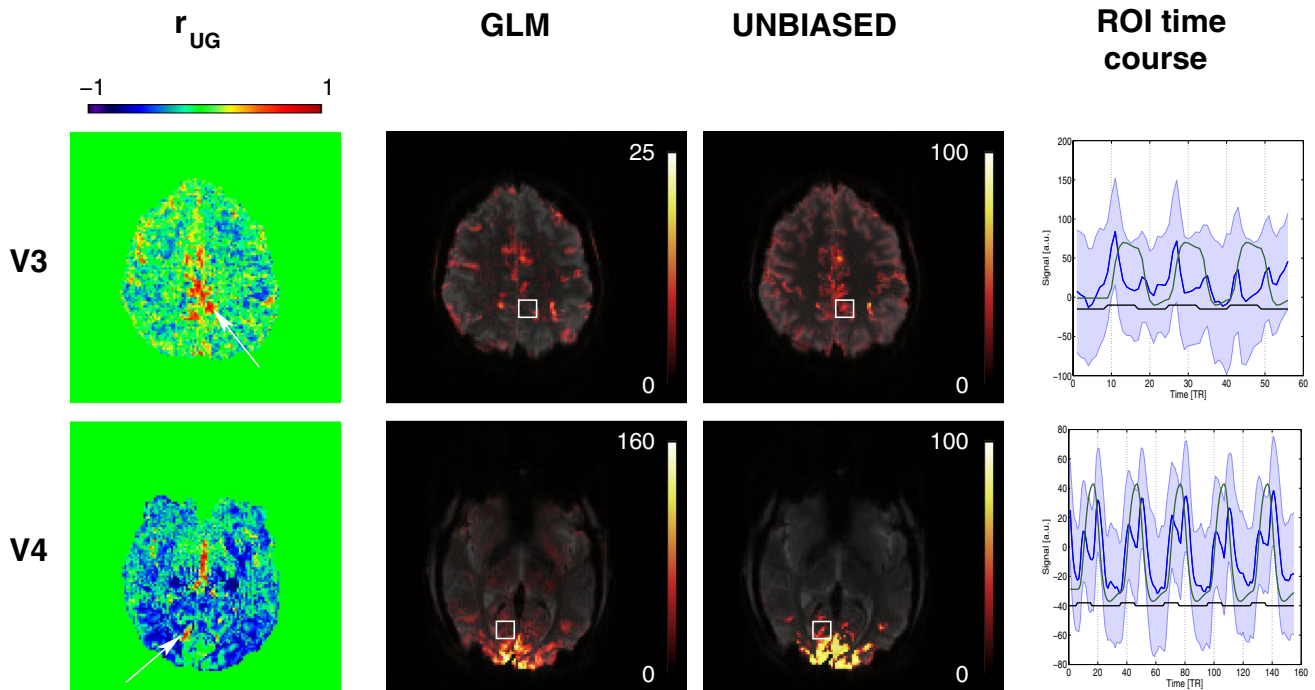 r UG
GLM
UNBIASED
ROI time
course
−1
1
V3
25
0
100
0
Signal [a.u.]
200
150
100
50
0
−50
−100
0 10 20 30 40 50 60
Time [TR]
V4
160
0
100
0
Signal [a.u.]
80
60
40
20
0
−20
−40
−60
−80
0 20 40 60 80 100 120 140 160
Time [TR]